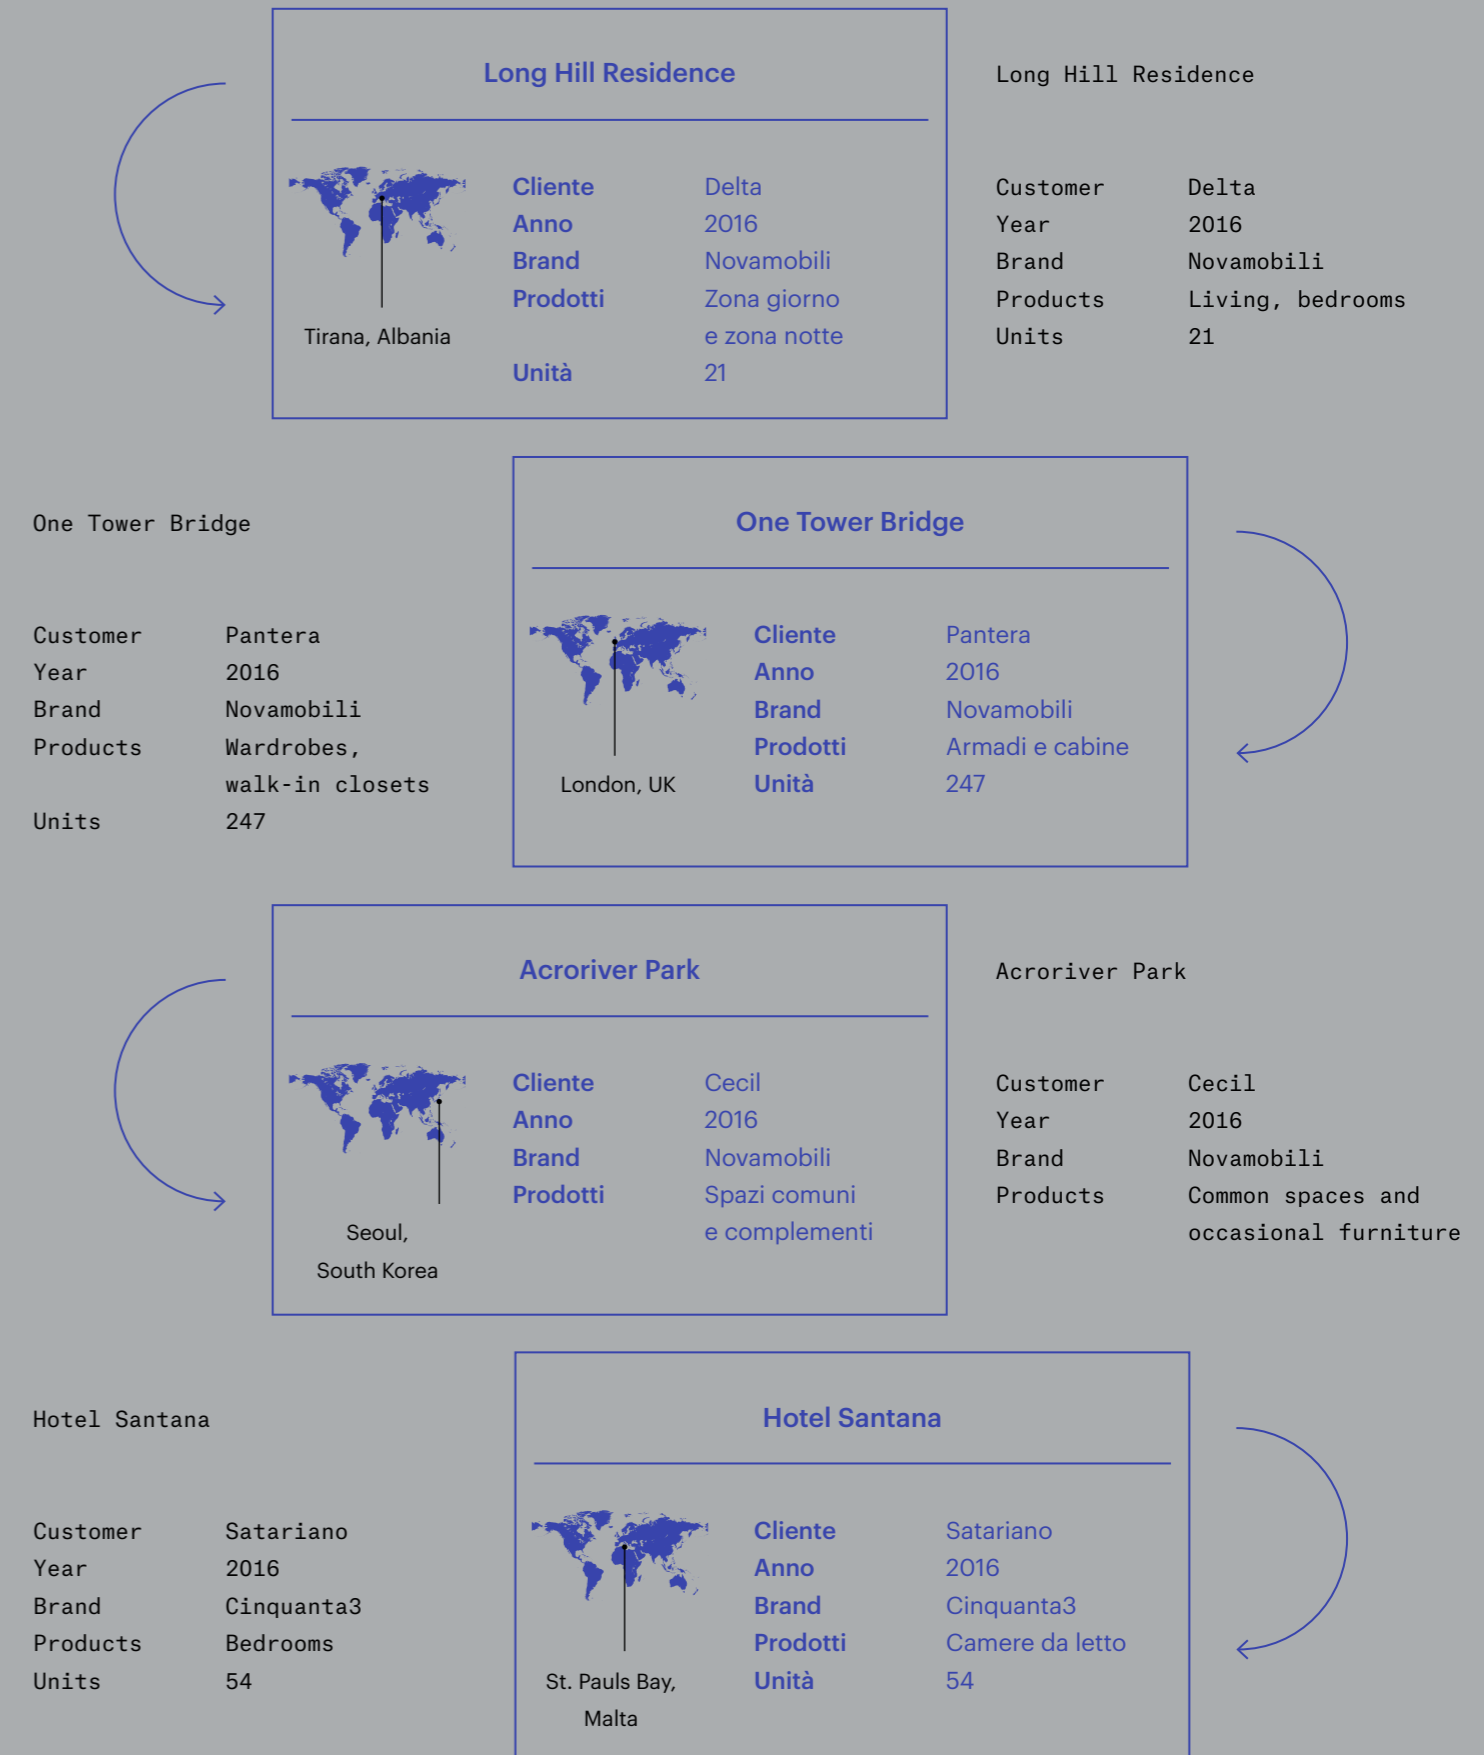 Long Hill Residence
Tirana, Albania
Cliente Delta
Anno 2016
Brand Novamobili
Prodotti Zona giorno
e zona notte
Unità 21
Long Hill Residence
Customer Delta
Year 2016
Brand Novamobili
Products Living, bedrooms
Units 21
One Tower Bridge
Customer Pantera
Year 2016
Brand Novamobili
Products Wardrobes,
walk-in closets
Units 247
One Tower Bridge
London, UK
Cliente Pantera
Anno 2016
Brand Novamobili
Prodotti Armadi e cabine
Unità 247
Acroriver Park
Seoul,
South Korea
Cliente Cecil
Anno 2016
Brand Novamobili
Prodotti Spazi comuni
e complementi
Acroriver Park
Customer Cecil
Year 2016
Brand Novamobili
Products Common spaces and
occasional furniture
Hotel Santana
Customer Satariano
Year 2016
Brand Cinquanta3
Products Bedrooms
Units 54
Hotel Santana
St. Pauls Bay,
Malta
Cliente Satariano
Anno 2016
Brand Cinquanta3
Prodotti Camere da letto
Unità 54